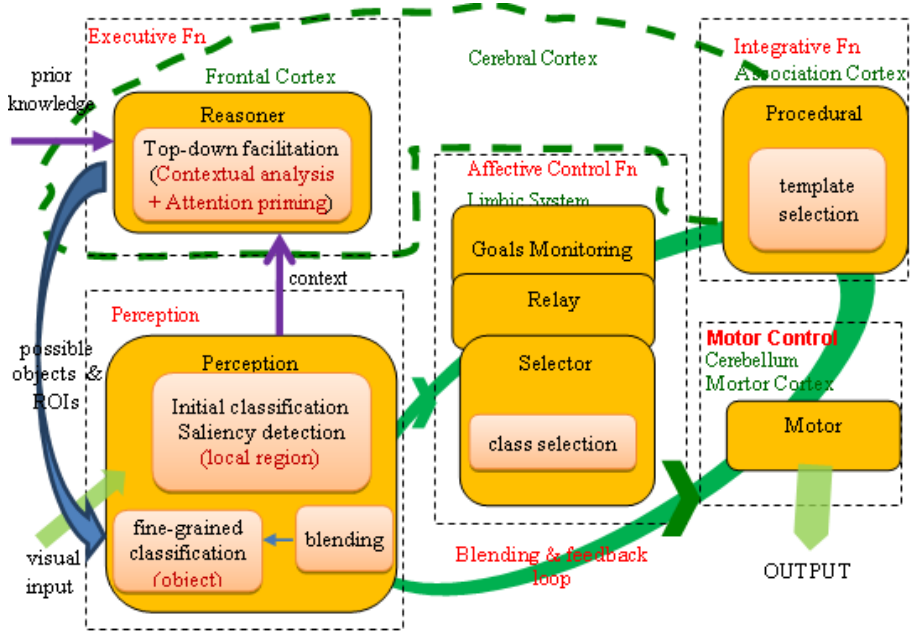 Executive Fn
Frontal Cortex
Cerebral Cortex
Integrative Fn
Association Cortex
prior
knowledge
Reasoner
Top-down facilitation
(Contextual analysis
+ Attention priming)
Procedural
template
selection
Affective Control Fn
Limbic System
Goals Monitoring
Relay
Selector
class selection
context
Perception
possible
objects &
ROIs
Perception
Initial classification
Saliency detection
(local region)
fine-grained
classification
(object)
blending
visual
input
Motor Control
Cerebellum
Mortor Cortex
Motor
Blending & feedback
loop
OUTPUT